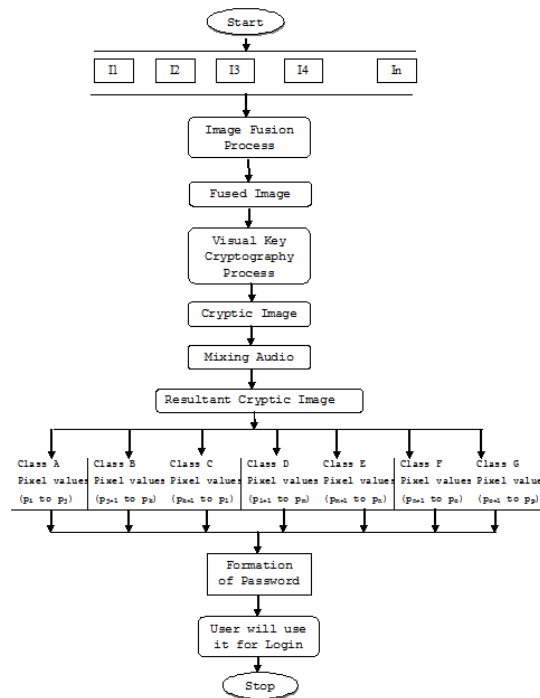 Start
I1 I2 I3 I4 In
Image Fusion
Process
Fused Image
Visual Key
Cryptography
Process
Cryptic Image
Mixing Audio
Resultant Cryptic Image
Class A Class B Class C Class D Class E Class F Class G
Pixel values Pixel values Pixel values Pixel values Pixel values Pixel values Pixel values
(pᵢ to pⱼ) (pⱼ₊₁ to pₖ) (pₖ₊₁ to pₗ) (pₗ₊₁ to pₘ) (pₘ₊₁ to pₙ) (pₙ₊₁ to pₒ) (pₒ₊₁ to pₚ)
Formation
of Password
User will use
it for Login
Stop